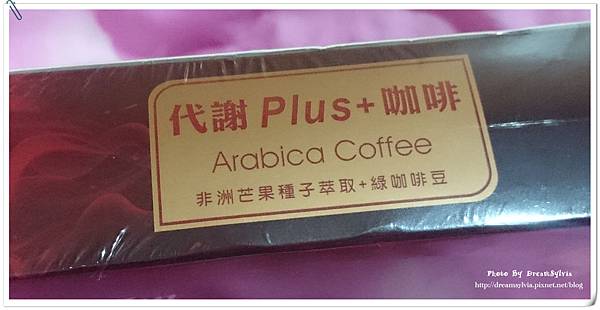 代謝 Plus+ 咖啡
Arabica Coffee
非洲芒果種子萃取+綠咖啡豆
Photo By DreamSylvia
http://dreamsylvia.pixnet.net/blog